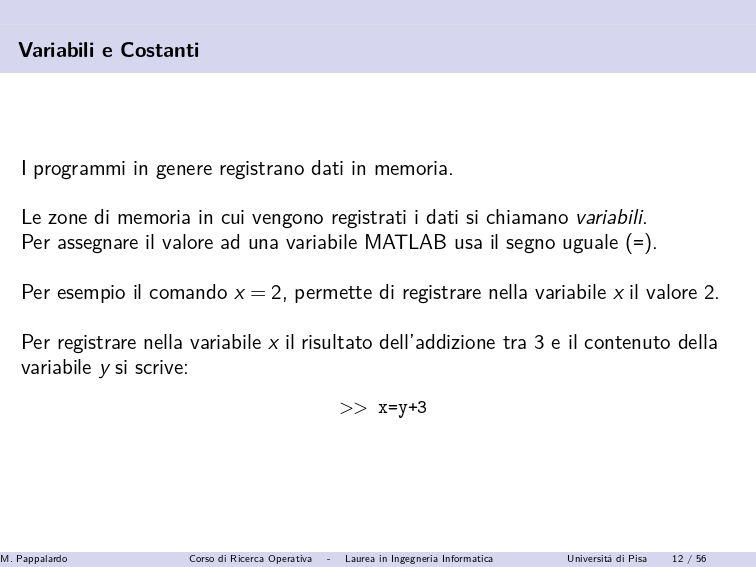 Variabili e Costanti
I programmi in genere registrano dati in memoria.
Le zone di memoria in cui vengono registrati i dati si chiamano variabili.
Per assegnare il valore ad una variabile MATLAB usa il segno uguale (=).
Per esempio il comando x = 2, permette di registrare nella variabile x il valore 2.
Per registrare nella variabile x il risultato dell'addizione tra 3 e il contenuto della
variabile y si scrive:
>> x=y+3
M. Pappalardo Corso di Ricerca Operativa - Laurea in Ingegneria Informatica Università di Pisa 12 / 56